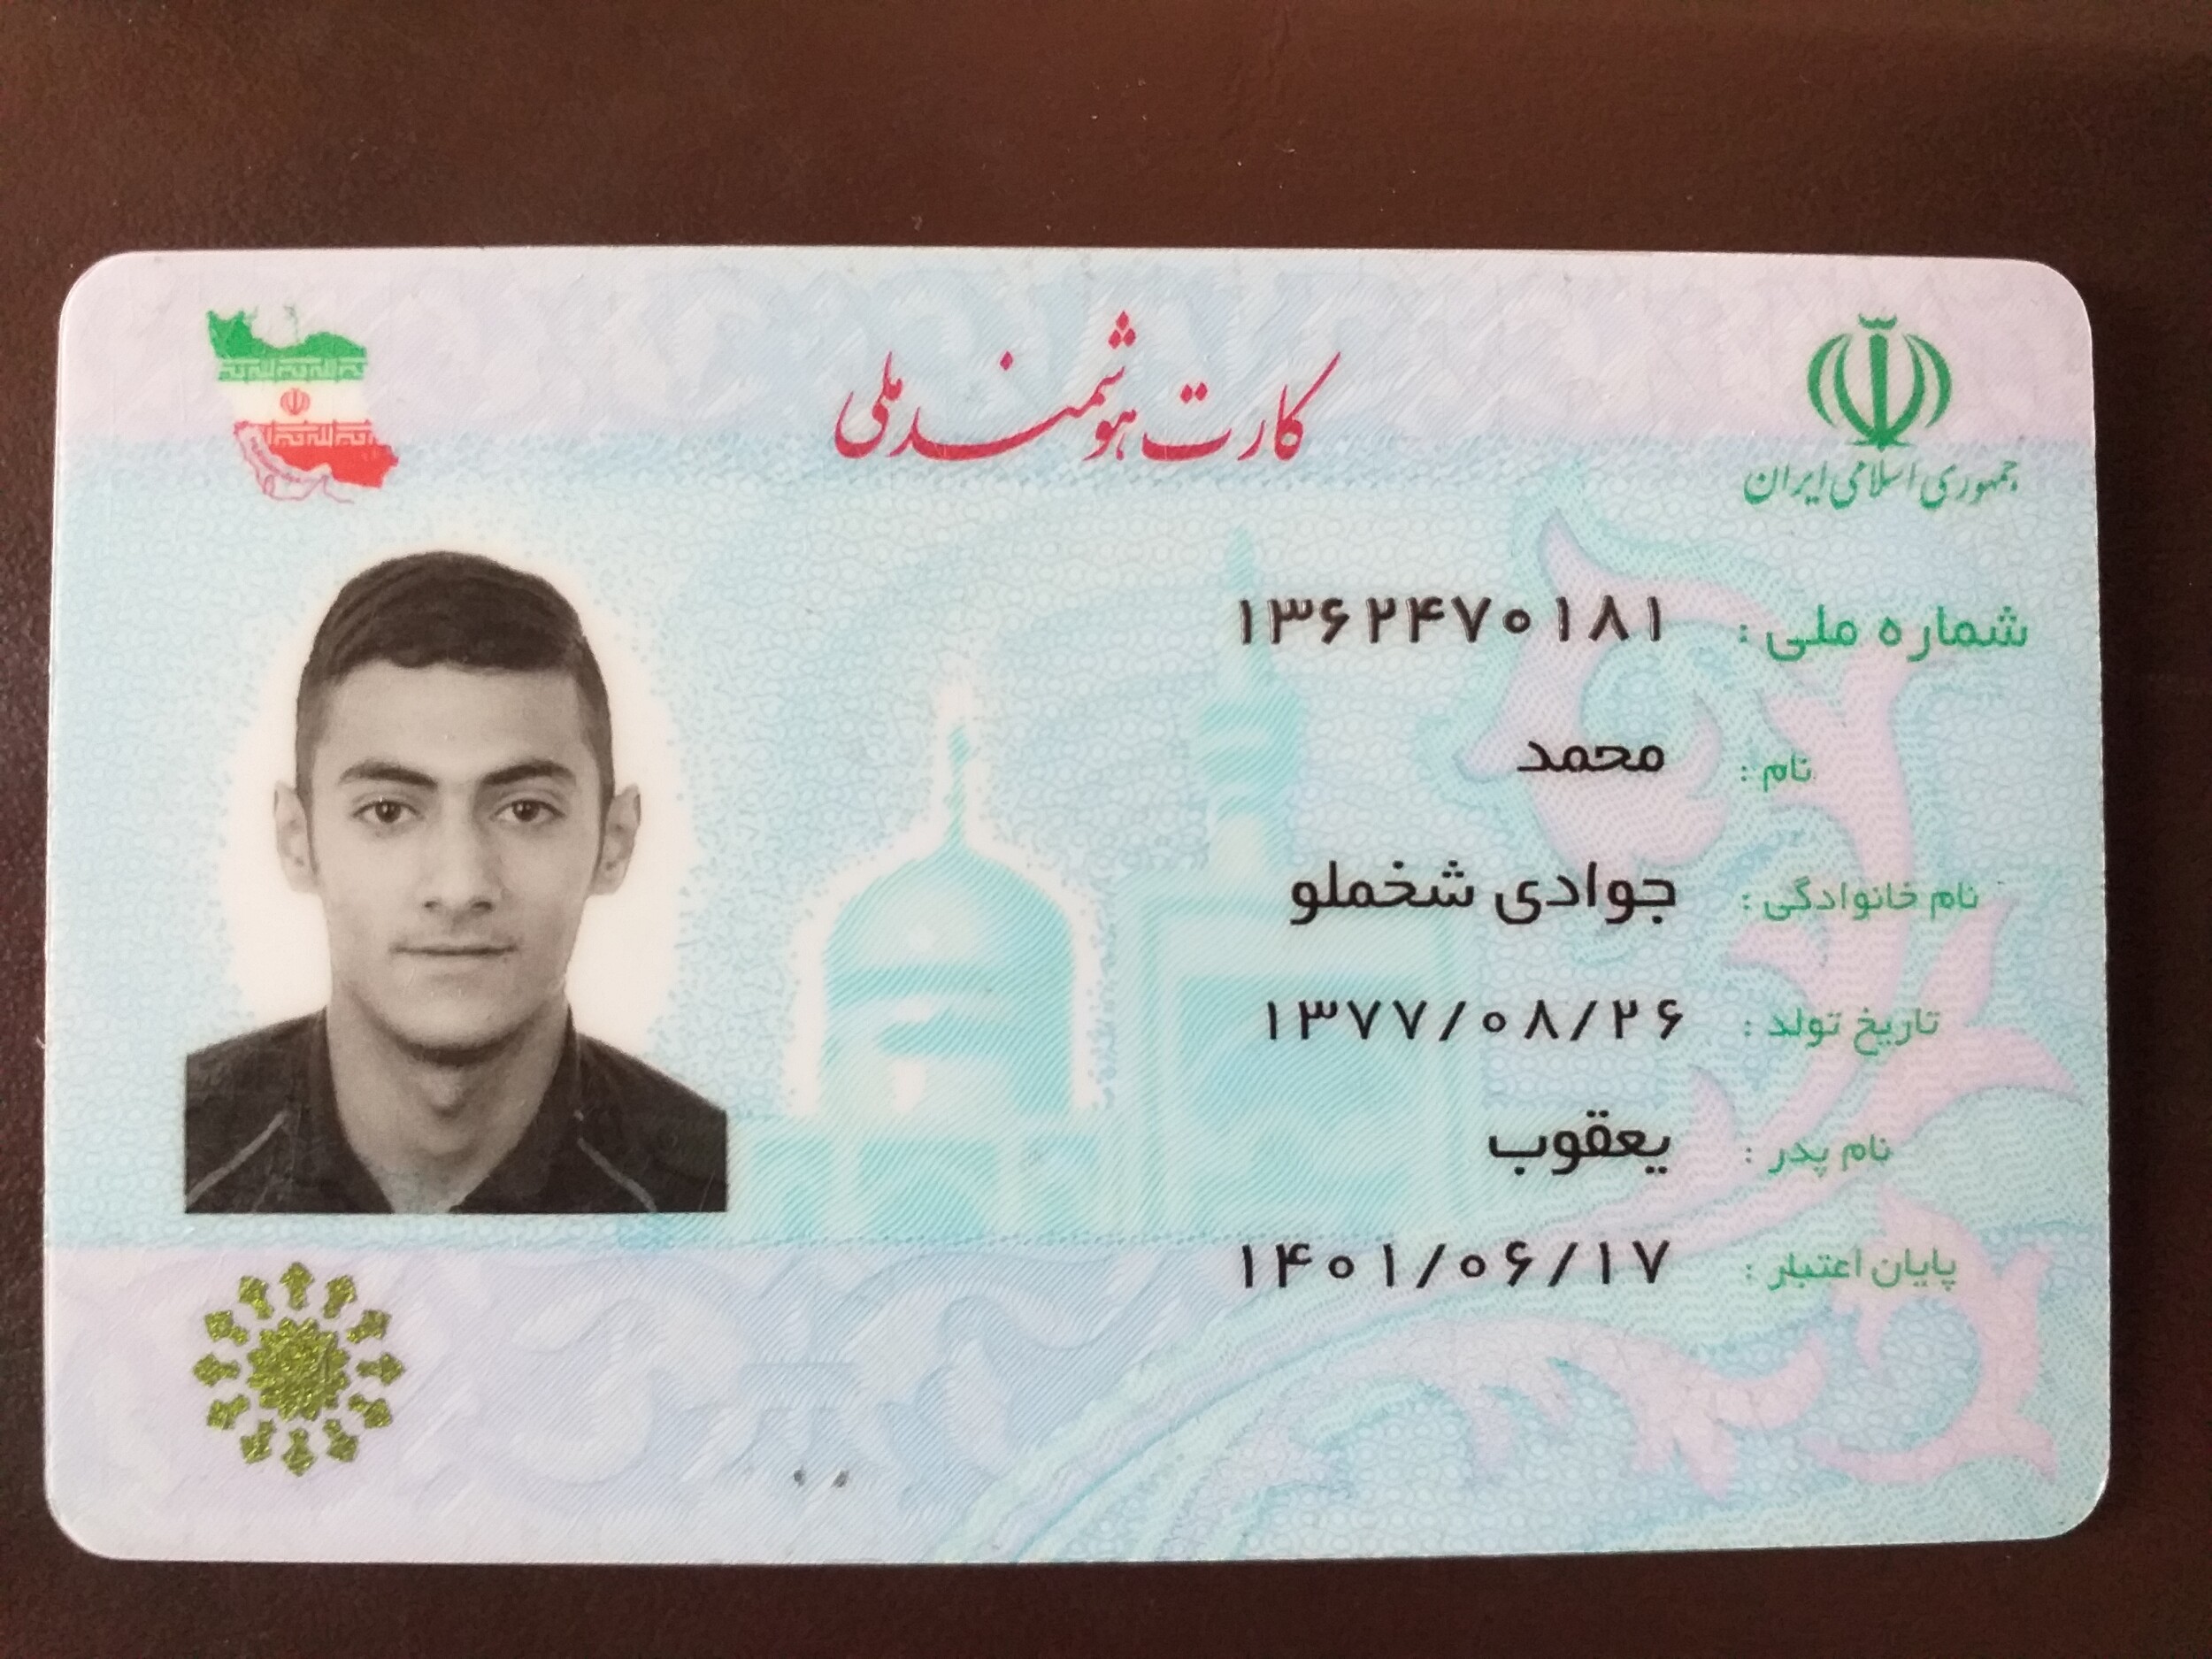 کارت هوشمند ملی
جمهوری اسلامی ایران
شماره ملی : ۱۳۶۲۴۷۰۱۸۱
نام : محمد
نام خانوادگی : جوادی شخملو
تاریخ تولد : ۱۳۷۷/۰۸/۲۶
نام پدر : یعقوب
پایان اعتبار : ۱۴۰۱/۰۶/۱۷